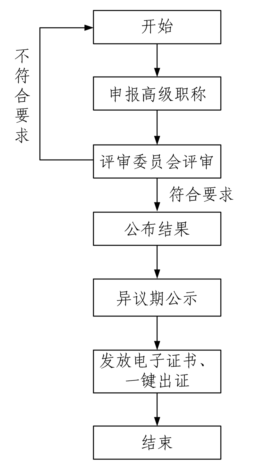 开始
不符合要求
申报高级职称
评审委员会评审
符合要求
公布结果
异议期公示
发放电子证书、
一键出证
结束